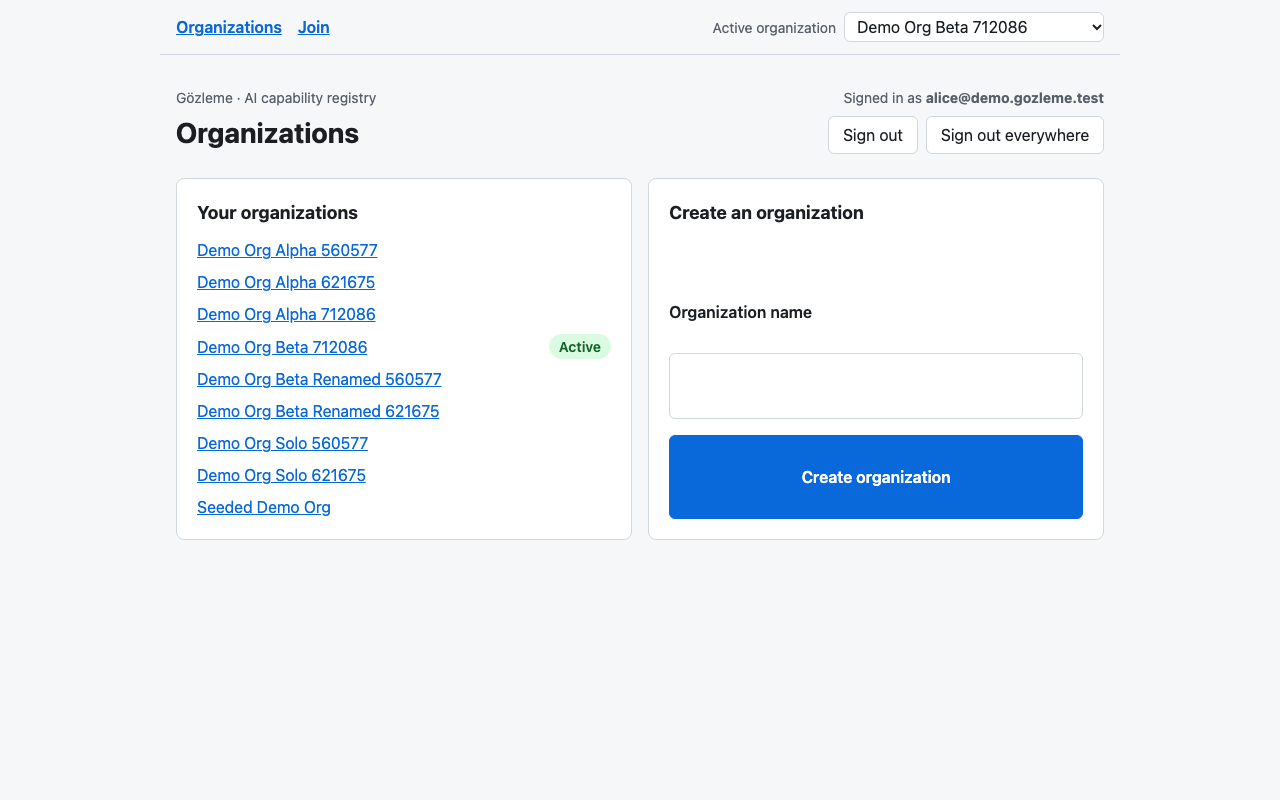 Organizations Join Active organization Demo Org Beta 712086
Gözleme · AI capability registry
Signed in as alice@demo.gozleme.test
Organizations
Sign out Sign out everywhere
Your organizations
Demo Org Alpha 560577
Demo Org Alpha 621675
Demo Org Alpha 712086
Demo Org Beta 712086 Active
Demo Org Beta Renamed 560577
Demo Org Beta Renamed 621675
Demo Org Solo 560577
Demo Org Solo 621675
Seeded Demo Org
Create an organization
Organization name
Create organization